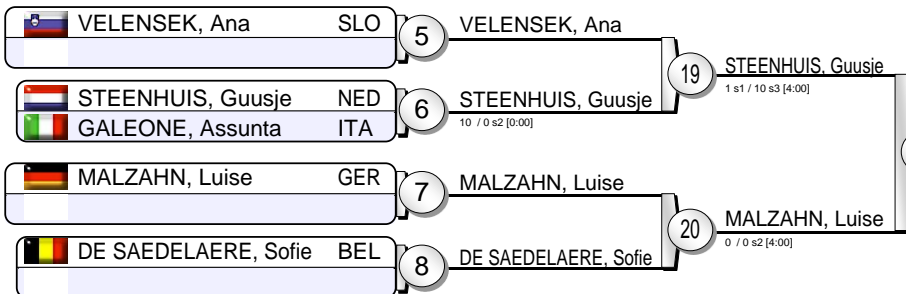 VELENSEK, Ana SLO
5
VELENSEK, Ana
19
STEENHUIS, Guusje
1 s1 / 10 s3 [4:00]
STEENHUIS, Guusje NED
GALEONE, Assunta ITA
6
STEENHUIS, Guusje
10 / 0 s2 [0:00]
MALZAHN, Luise GER
7
MALZAHN, Luise
20
MALZAHN, Luise
0 / 0 s2 [4:00]
DE SAEDELAERE, Sofie BEL
8
DE SAEDELAERE, Sofie